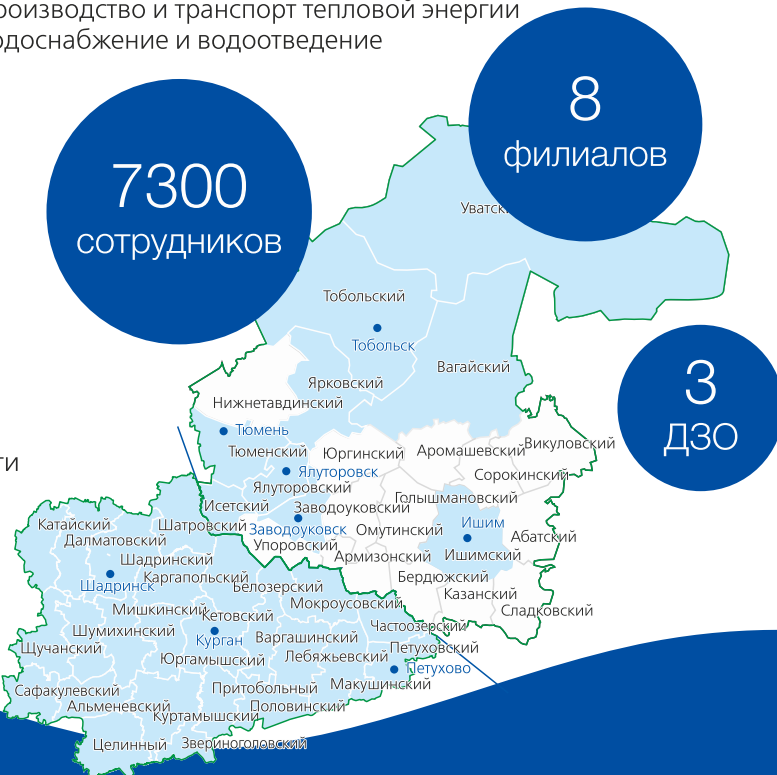 тепловой энергии
и водоотведение
и транспорт
8
филиалов
7300
сотрудников
Тобольский
Тобольск
Вагайский
3
ДЗО
Ярковский
Нижнетавдинский
Тюмень
Тюменский
Юргинский
Аромашевский
Викуловский
Ялуторовск
Сорокинский
Ялуторовский
Голышмановский
Исетский
Заводоуковский
Катайский
Шатровский
Заводоуковск
Омутинский
Ишим
Далматовский
Абатский
Упоровский
Армизонский
Ишимский
Шадринский
Каргапольский
Бердюжский
Шадринск
Белозерский
Казанский
Мокроусовский
Сладковский
Мишкинский
Кетовский
Частоозерский
Шумихинский
Курган
Варгашинский
Щучанский
Петуховский
Юргамышский
Лебяжьевский
Петухово
Макушинский
Сафакулевский
Притобольный
Альменевский
Половинский
Куртамышский
Целинный
Звериноголовский